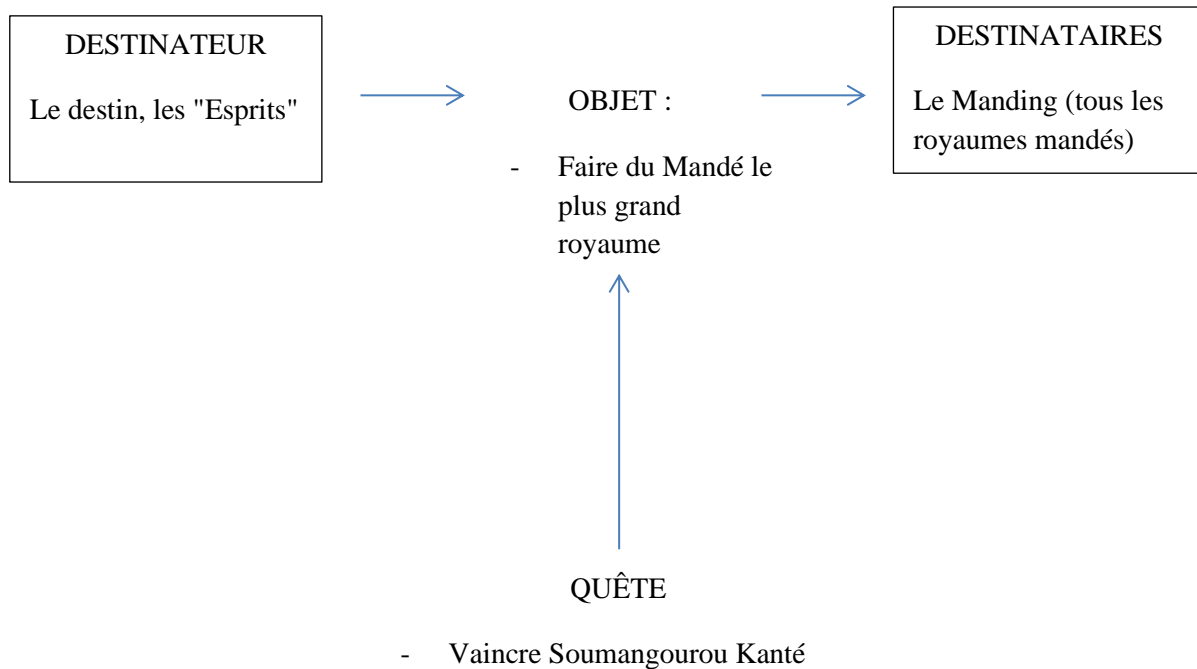 DESTINATEUR
Le destin, les "Esprits"
OBJET :
- Faire du Mandé le
plus grand
royaume
DESTINATAIRES
Le Manding (tous les
royaumes mandés)
QUÊTE
- Vaincre Soumangourou Kanté